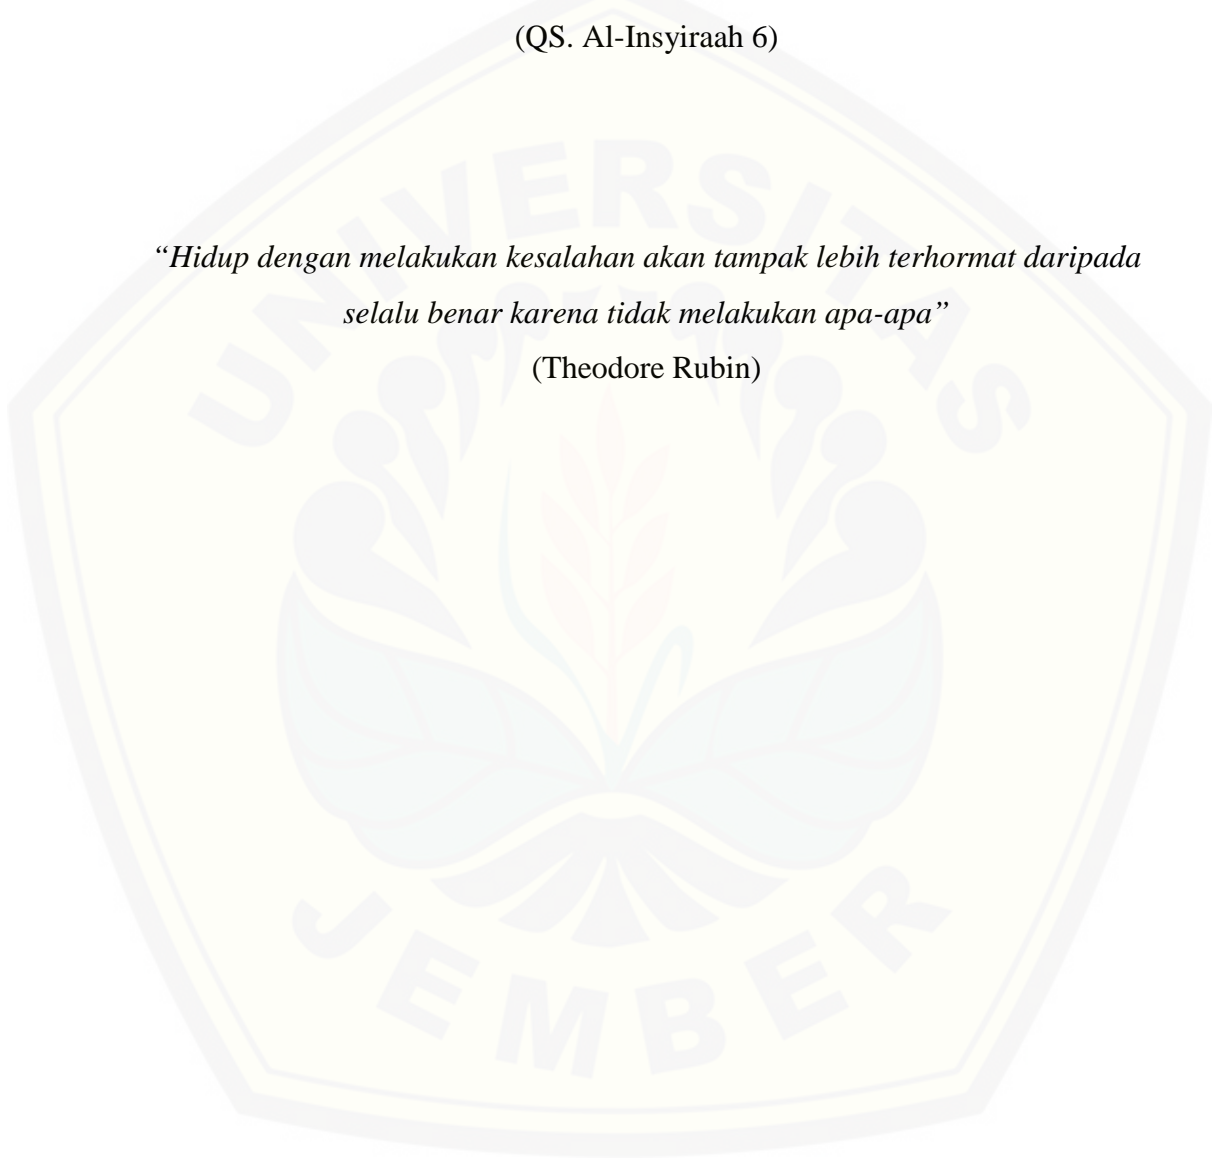 (QS. Al-Insyiraah 6)
“Hidup dengan melakukan kesalahan akan tampak lebih terhormat daripada
selalu benar karena tidak melakukan apa-apa”
(Theodore Rubin)
UNIVERSITAS
JEMBER